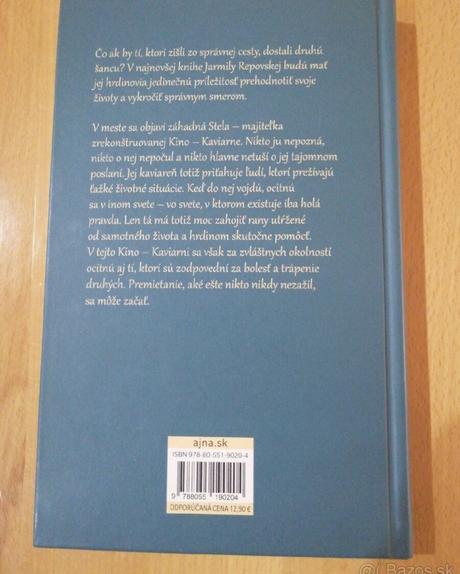 Čo ak by tí, ktorí zišli zo správnej cesty, dostali druhú
šancu? V najnovšej knihe Jarmily Repovskej budú mať
jej hrdinovia jedinečnú príležitosť prehodnotiť svoje
životy a vykročiť správnym smerom.
V meste sa objaví záhadná Stela – majiteľka
zrekonštruovanej Kino – Kaviarne. Nikto ju nepozná,
nikto o nej nepočul a nikto hlavne netuší o jej tajomnom
poslaní. Jej kaviareň totiž priťahuje ľudí, ktorí prežívajú
ťažké životné situácie. Keď do nej vojdú, ocitnú
sa v inom svete – vo svete, v ktorom existuje iba holá
pravda. Len tá má totiž moc zahojiť rany utŕžené
od samotného života a hrdinom skutočne pomôcť.
V tejto Kino – Kaviarni sa však za zvláštnych okolností
ocitnú aj tí, ktorí sú zodpovední za bolesť a trápenie
druhých. Premietanie, aké ešte nikto nikdy nezažil,
sa môže začať.
ajna.sk
ISBN 978-80-551-9020-4
9 788055 190204
ODPORÚČANÁ CENA 12,90 €
Bazos.sk